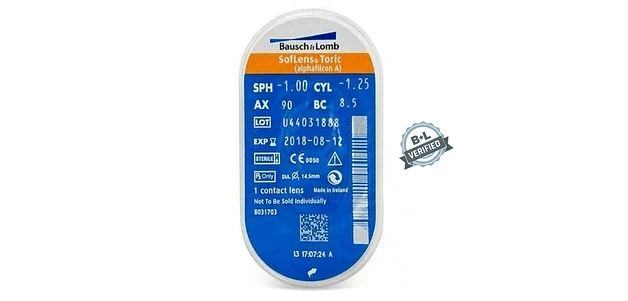 Bausch & Lomb
SofLens® Toric
(alphafilcon A)
SPH -1.00 CYL -1.25
AX 90 BC 8.5
LOT U44031888
EXP 2018-08-12
STERILE CE 0050
Rx Only DIA. Ø, 14.5mm
1 contact lens Made in Ireland
Not To Be Sold Individually
8031703
13 17:07:24 A
B+L
VERIFIED